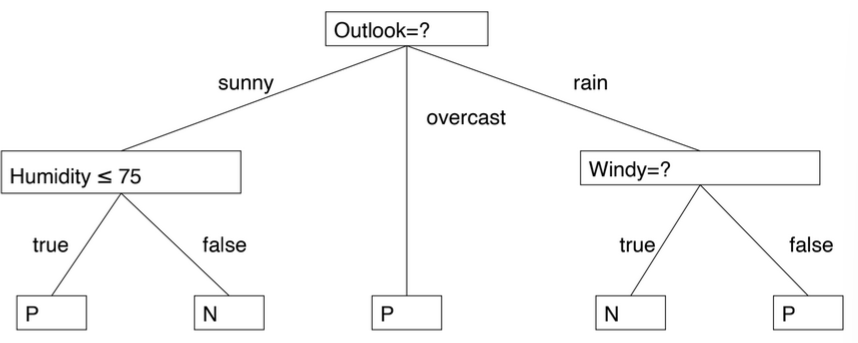 Outlook=?
sunny
rain
overcast
Humidity ≤ 75
Windy=?
true
false
true
false
P
N
P
N
P